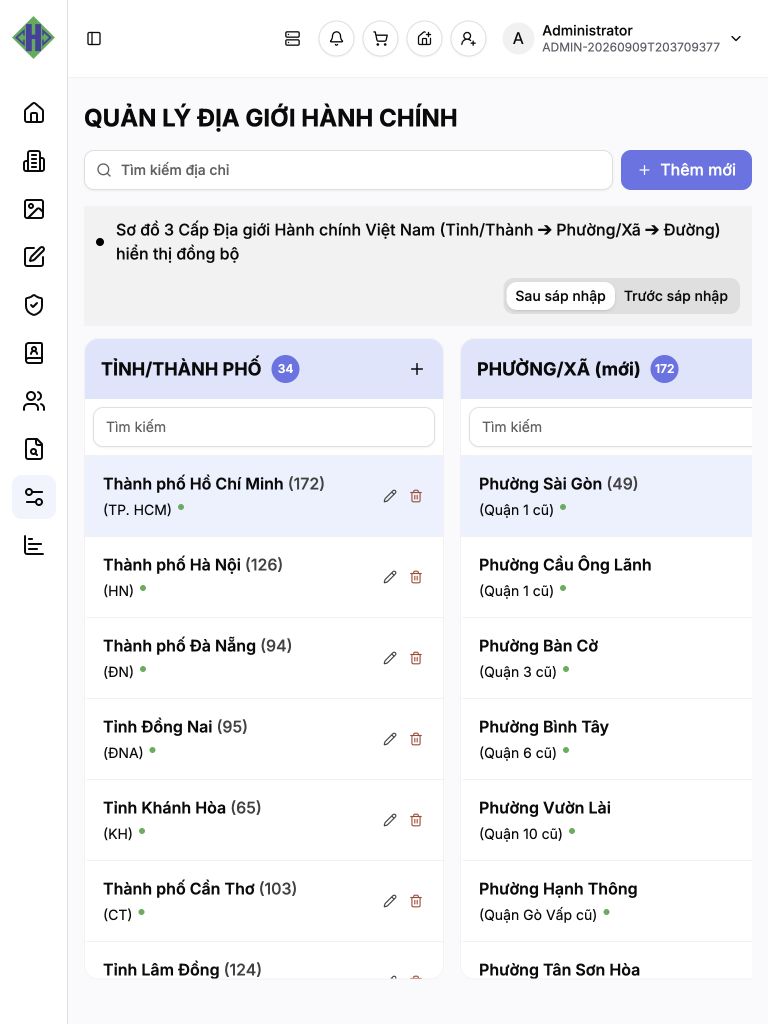 H
A
Administrator
ADMIN-20260909T203709377
QUẢN LÝ ĐỊA GIỚI HÀNH CHÍNH
Tìm kiếm địa chỉ
Thêm mới
Sơ đồ 3 Cấp Địa giới Hành chính Việt Nam (Tỉnh/Thành ➔ Phường/Xã ➔ Đường)
hiển thị đồng bộ
Sau sáp nhập
Trước sáp nhập
TỈNH/THÀNH PHỐ 34
Tìm kiếm
Thành phố Hồ Chí Minh (172)
(TP. HCM)
Thành phố Hà Nội (126)
(HN)
Thành phố Đà Nẵng (94)
(ĐN)
Tỉnh Đồng Nai (95)
(ĐNA)
Tỉnh Khánh Hòa (65)
(KH)
Thành phố Cần Thơ (103)
(CT)
Tỉnh Lâm Đồng (124)
PHƯỜNG/XÃ (mới) 172
Tìm kiếm
Phường Sài Gòn (49)
(Quận 1 cũ)
Phường Cầu Ông Lãnh
(Quận 1 cũ)
Phường Bàn Cờ
(Quận 3 cũ)
Phường Bình Tây
(Quận 6 cũ)
Phường Vườn Lài
(Quận 10 cũ)
Phường Hạnh Thông
(Quận Gò Vấp cũ)
Phường Tân Sơn Hòa